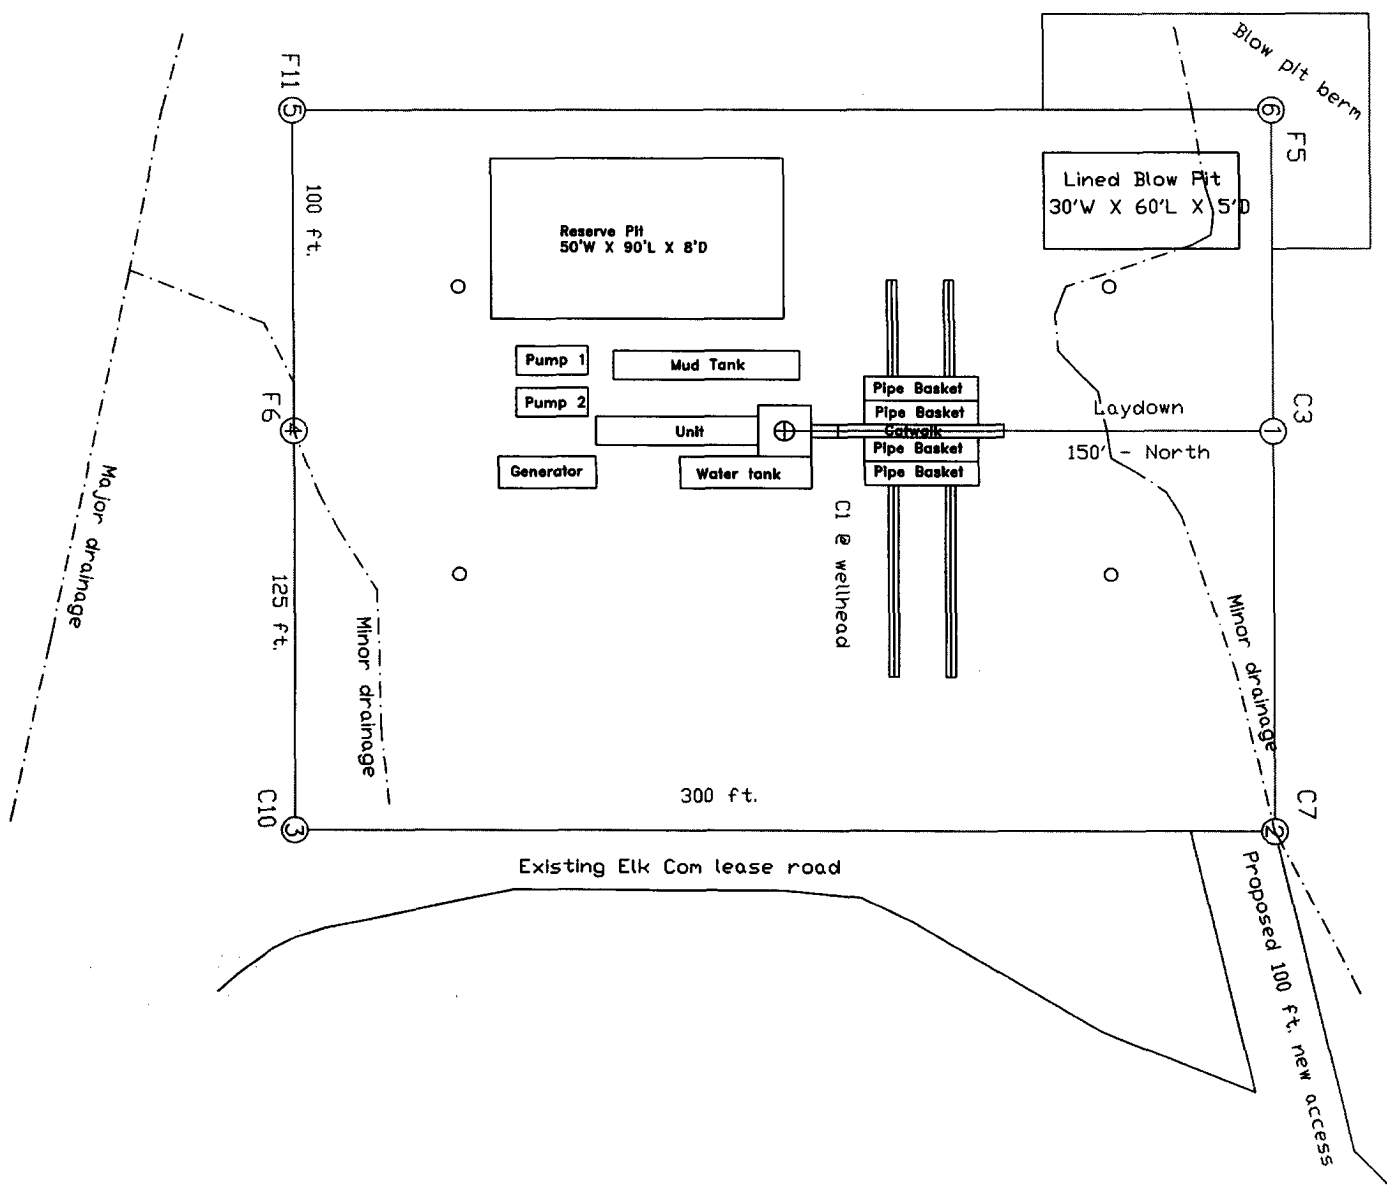 Blow pit berm
F11
5
6
F5
Lined Blow Pit
30'W X 60'L X 5'D
100 ft.
Reserve Pit
50'W X 90'L X 8'D
Pump 1
Mud Tank
Pump 2
Pipe Basket
Pipe Basket
Catwalk
Pipe Basket
Pipe Basket
Unit
Generator
Water tank
Laydown
150' - North
C3
1
F6
4
C1 @ wellhead
Major drainage
125 ft.
Minor drainage
Minor drainage
300 ft.
C10
3
C7
2
Existing Elk Com lease road
Proposed 100 ft. new access